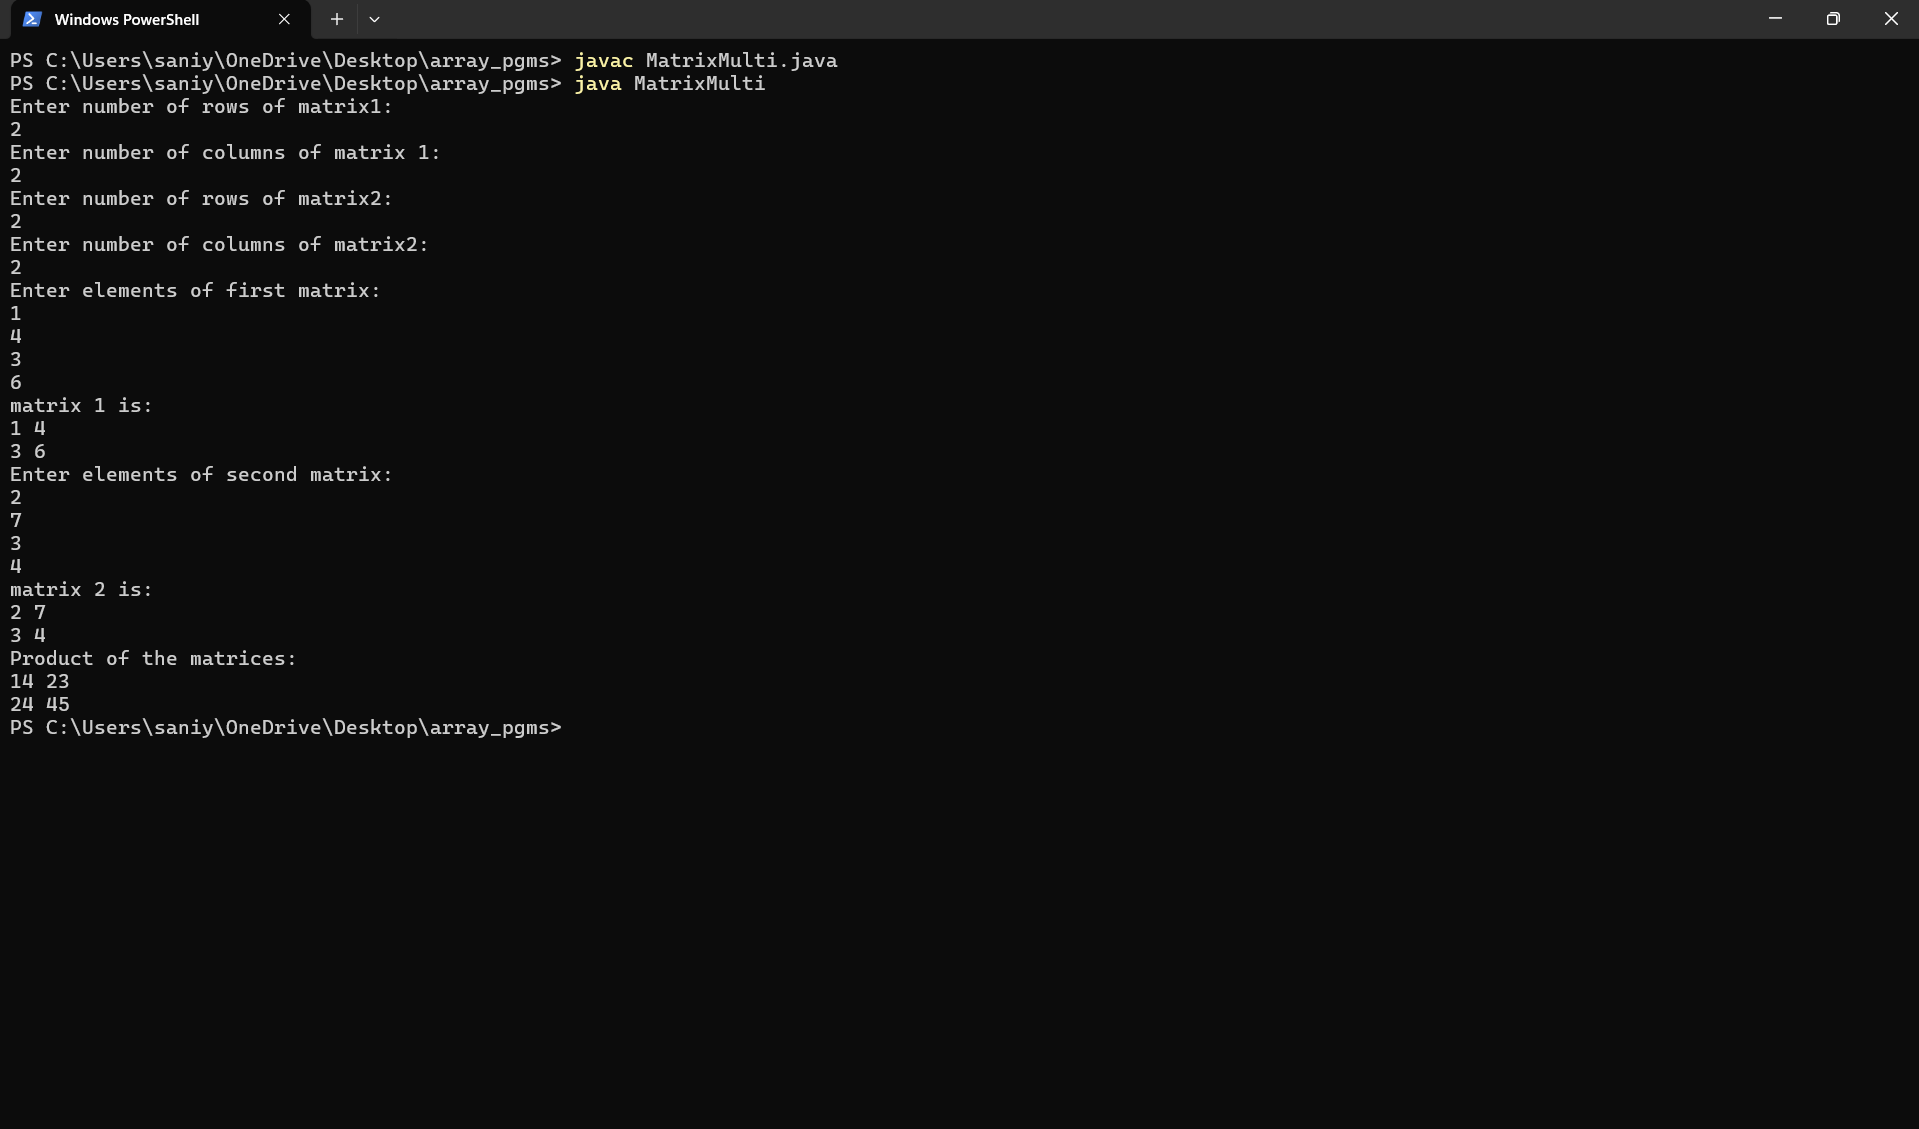 Windows PowerShell
PS C:\Users\saniy\OneDrive\Desktop\array_pgms> javac MatrixMulti.java
PS C:\Users\saniy\OneDrive\Desktop\array_pgms> java MatrixMulti
Enter number of rows of matrix1:
2
Enter number of columns of matrix 1:
2
Enter number of rows of matrix2:
2
Enter number of columns of matrix2:
2
Enter elements of first matrix:
1
4
3
6
matrix 1 is:
1 4
3 6
Enter elements of second matrix:
2
7
3
4
matrix 2 is:
2 7
3 4
Product of the matrices:
14 23
24 45
PS C:\Users\saniy\OneDrive\Desktop\array_pgms>